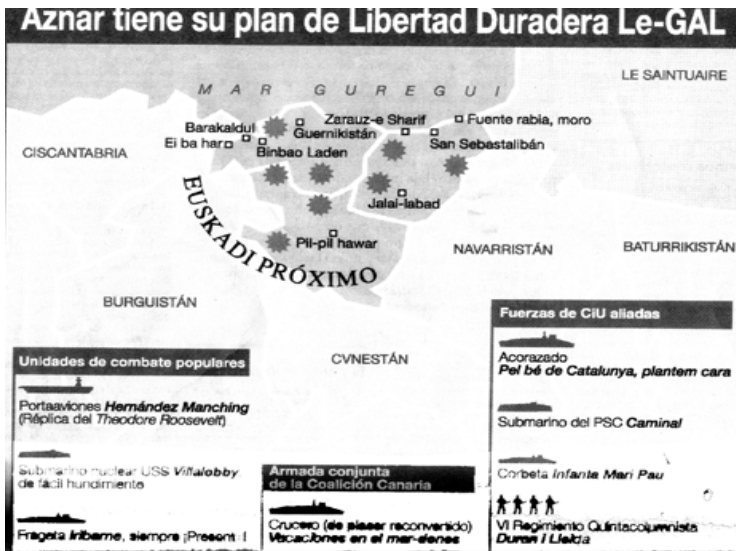 Aznar tiene su plan de Libertad Duradera Le-GAL
LE SAINTUAIRE
MAR GUREGUI
Barakaldul
Zarauz-e Sharif
Fuente rabia, moro
Guernikistán
Ei ba har
Binbao Laden
San Sebastalibán
CISCANTABRIA
Jalal-labad
EUSKADI PRÓXIMO
Pil-pil hawar
NAVARRISTÁN
BATURRIKISTÁN
BURGUISTÁN
CVNESTÁN
Unidades de combate populares
Portaaviones Hernández Manching
(Réplica del Theodore Roosevelt)
Submarino nuclear USS Villalobby
de fácil hundimiento
Fragata Iribarne, siempre ¡Present
Armada conjunta
de la Coalición Canaria
Crucero (de placer reconvertido)
Vacaciones en el mar-denes
Fuerzas de CiU aliadas
Acorazado
Pel bé de Catalunya, plantem cara
Submarino del PSC Caminal
Corbeta Infanta Mari Pau
VI Regimiento Quintacolumnista
Duran i Lleida